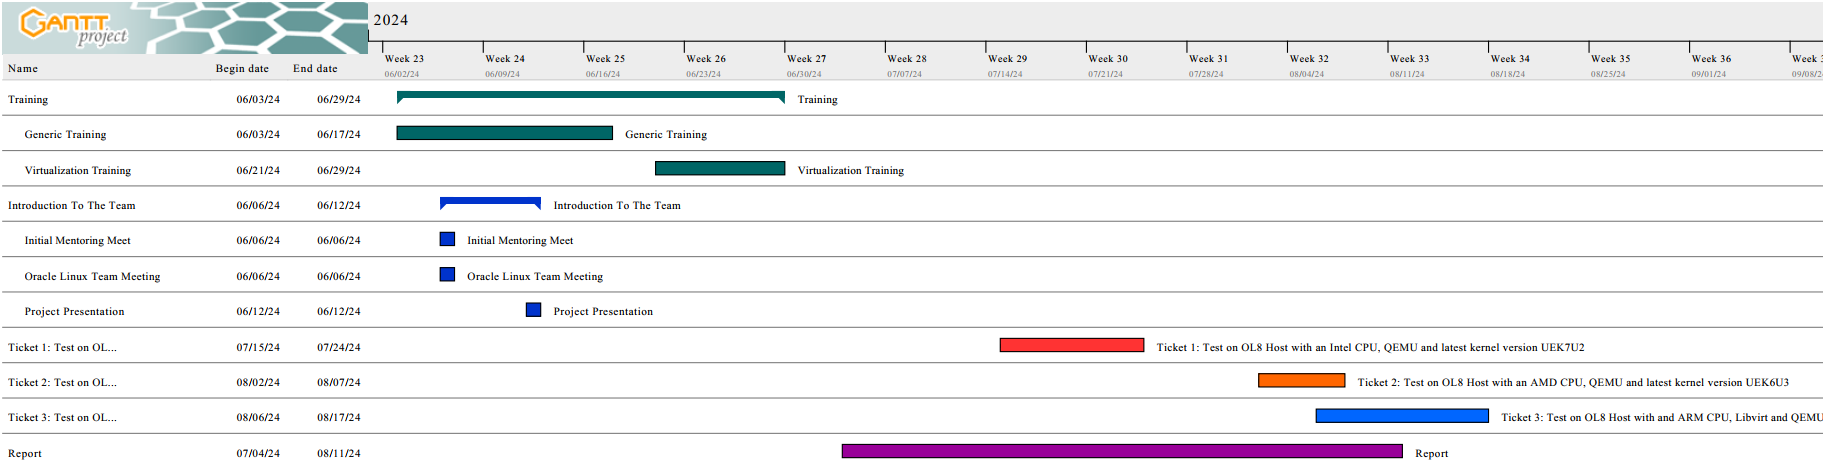 GANTT
project
2024
Name Begin date End date
Week 23 Week 24 Week 25 Week 26 Week 27 Week 28 Week 29 Week 30 Week 31 Week 32 Week 33 Week 34 Week 35 Week 36
06/02/24 06/09/24 06/16/24 06/23/24 06/30/24 07/07/24 07/14/24 07/21/24 07/28/24 08/04/24 08/11/24 08/18/24 08/25/24 09/01/24
Training 06/03/24 06/29/24 Training
Generic Training 06/03/24 06/17/24 Generic Training
Virtualization Training 06/21/24 06/29/24 Virtualization Training
Introduction To The Team 06/06/24 06/12/24 Introduction To The Team
Initial Mentoring Meet 06/06/24 06/06/24 Initial Mentoring Meet
Oracle Linux Team Meeting 06/06/24 06/06/24 Oracle Linux Team Meeting
Project Presentation 06/12/24 06/12/24 Project Presentation
Ticket 1: Test on OL... 07/15/24 07/24/24 Ticket 1: Test on OL8 Host with an Intel CPU, QEMU and latest kernel version UEK7U2
Ticket 2: Test on OL... 08/02/24 08/07/24 Ticket 2: Test on OL8 Host with an AMD CPU, QEMU and latest kernel version UEK6U3
Ticket 3: Test on OL... 08/06/24 08/17/24 Ticket 3: Test on OL8 Host with and ARM CPU, Libvirt and QEMU
Report 07/04/24 08/11/24 Report